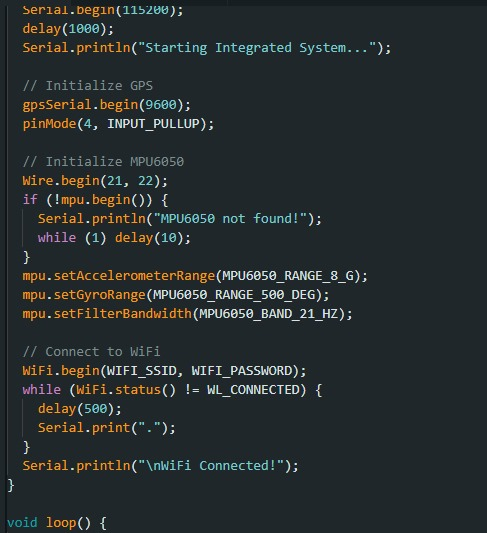 Serial.begin(115200);
delay(1000);
Serial.println("Starting Integrated System...");
// Initialize GPS
gpsSerial.begin(9600);
pinMode(4, INPUT_PULLUP);
// Initialize MPU6050
Wire.begin(21, 22);
if (!mpu.begin()) {
Serial.println("MPU6050 not found!");
while (1) delay(10);
}
mpu.setAccelerometerRange(MPU6050_RANGE_8_G);
mpu.setGyroRange(MPU6050_RANGE_500_DEG);
mpu.setFilterBandwidth(MPU6050_BAND_21_HZ);
// Connect to WiFi
WiFi.begin(WIFI_SSID, WIFI_PASSWORD);
while (WiFi.status() != WL_CONNECTED) {
delay(500);
Serial.print(".");
}
Serial.println("\nWiFi Connected!");
}
void loop() {